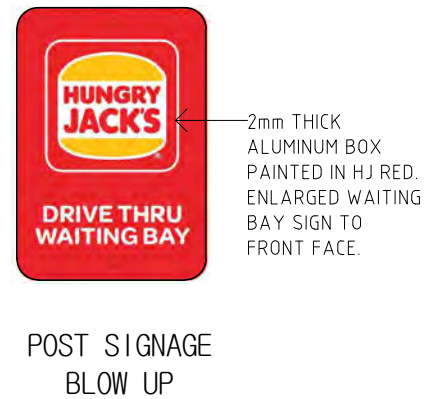 HUNGRY
JACK'S
®
DRIVE THRU
WAITING BAY
2mm THICK
ALUMINUM BOX
PAINTED IN HJ RED.
ENLARGED WAITING
BAY SIGN TO
FRONT FACE.
POST SIGNAGE
BLOW UP